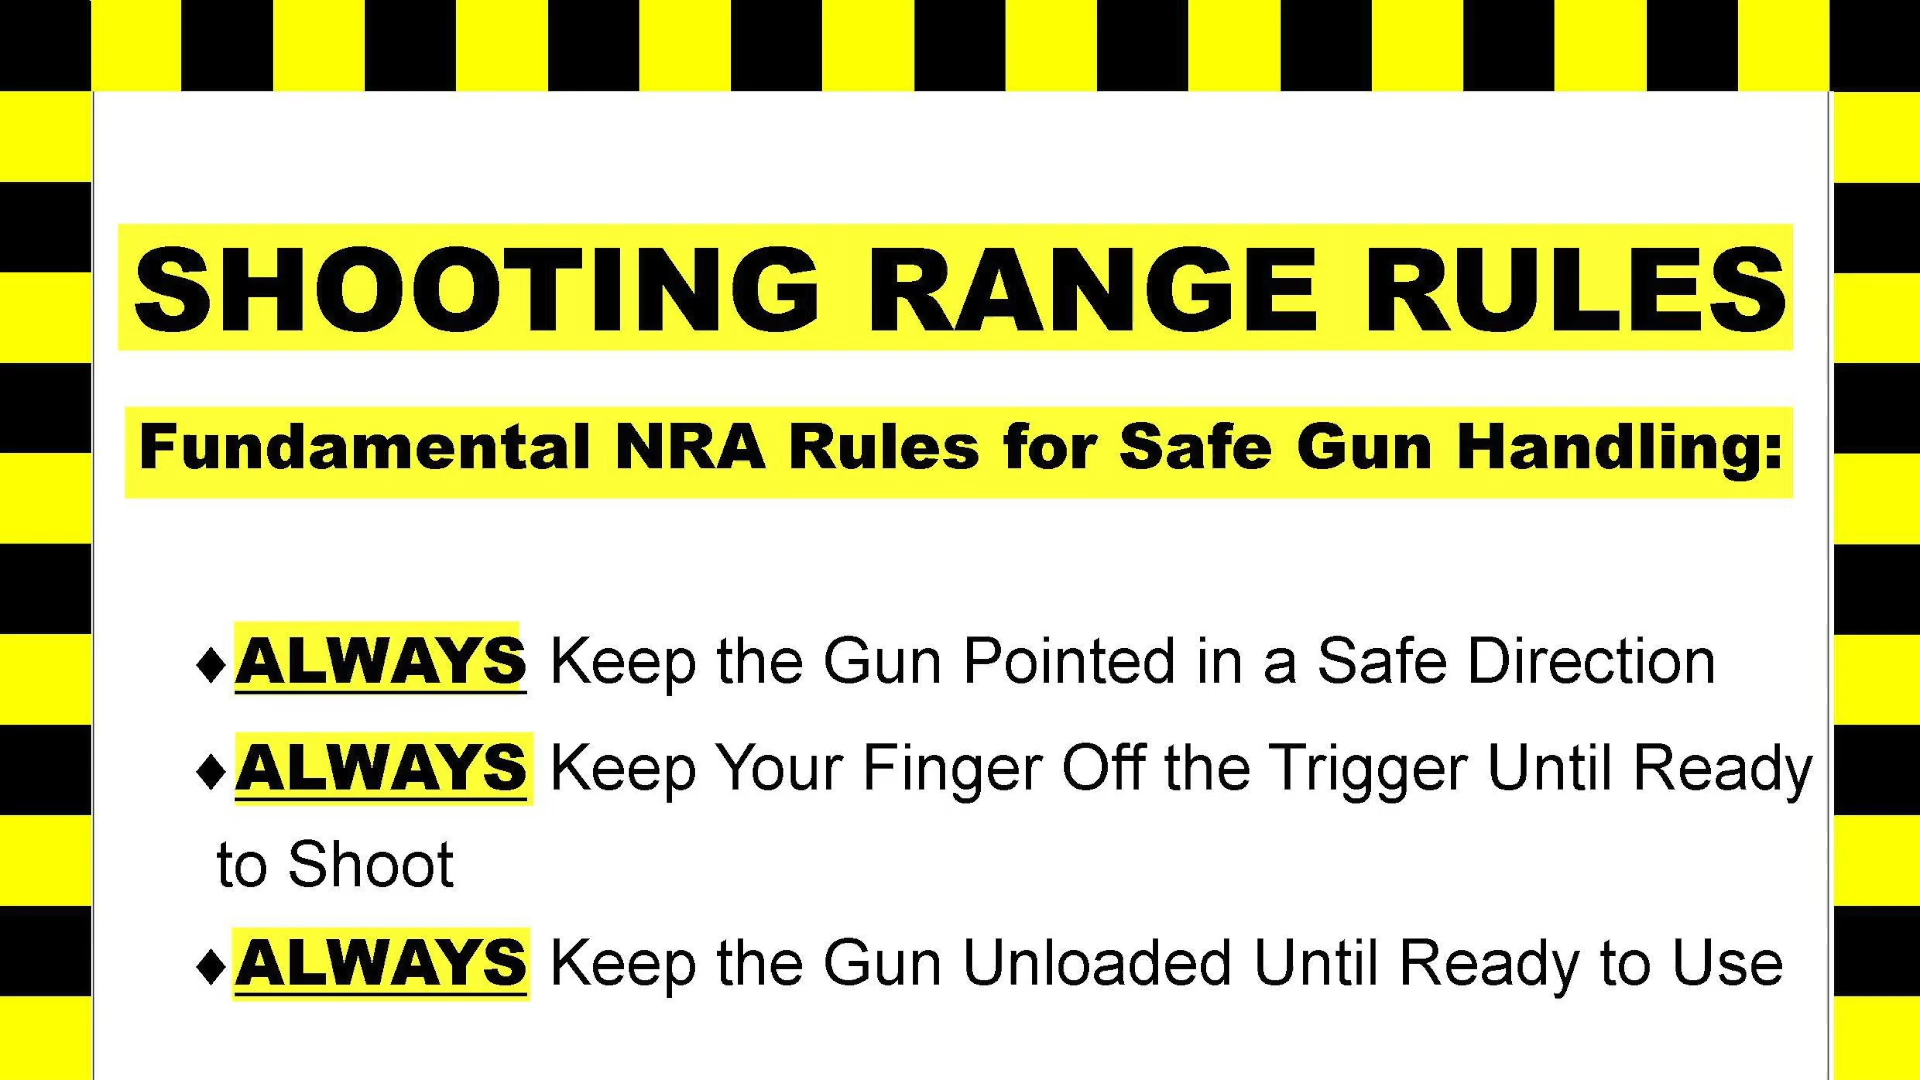 SHOOTING RANGE RULES
Fundamental NRA Rules for Safe Gun Handling:
♦ALWAYS Keep the Gun Pointed in a Safe Direction
♦ALWAYS Keep Your Finger Off the Trigger Until Ready
to Shoot
♦ALWAYS Keep the Gun Unloaded Until Ready to Use